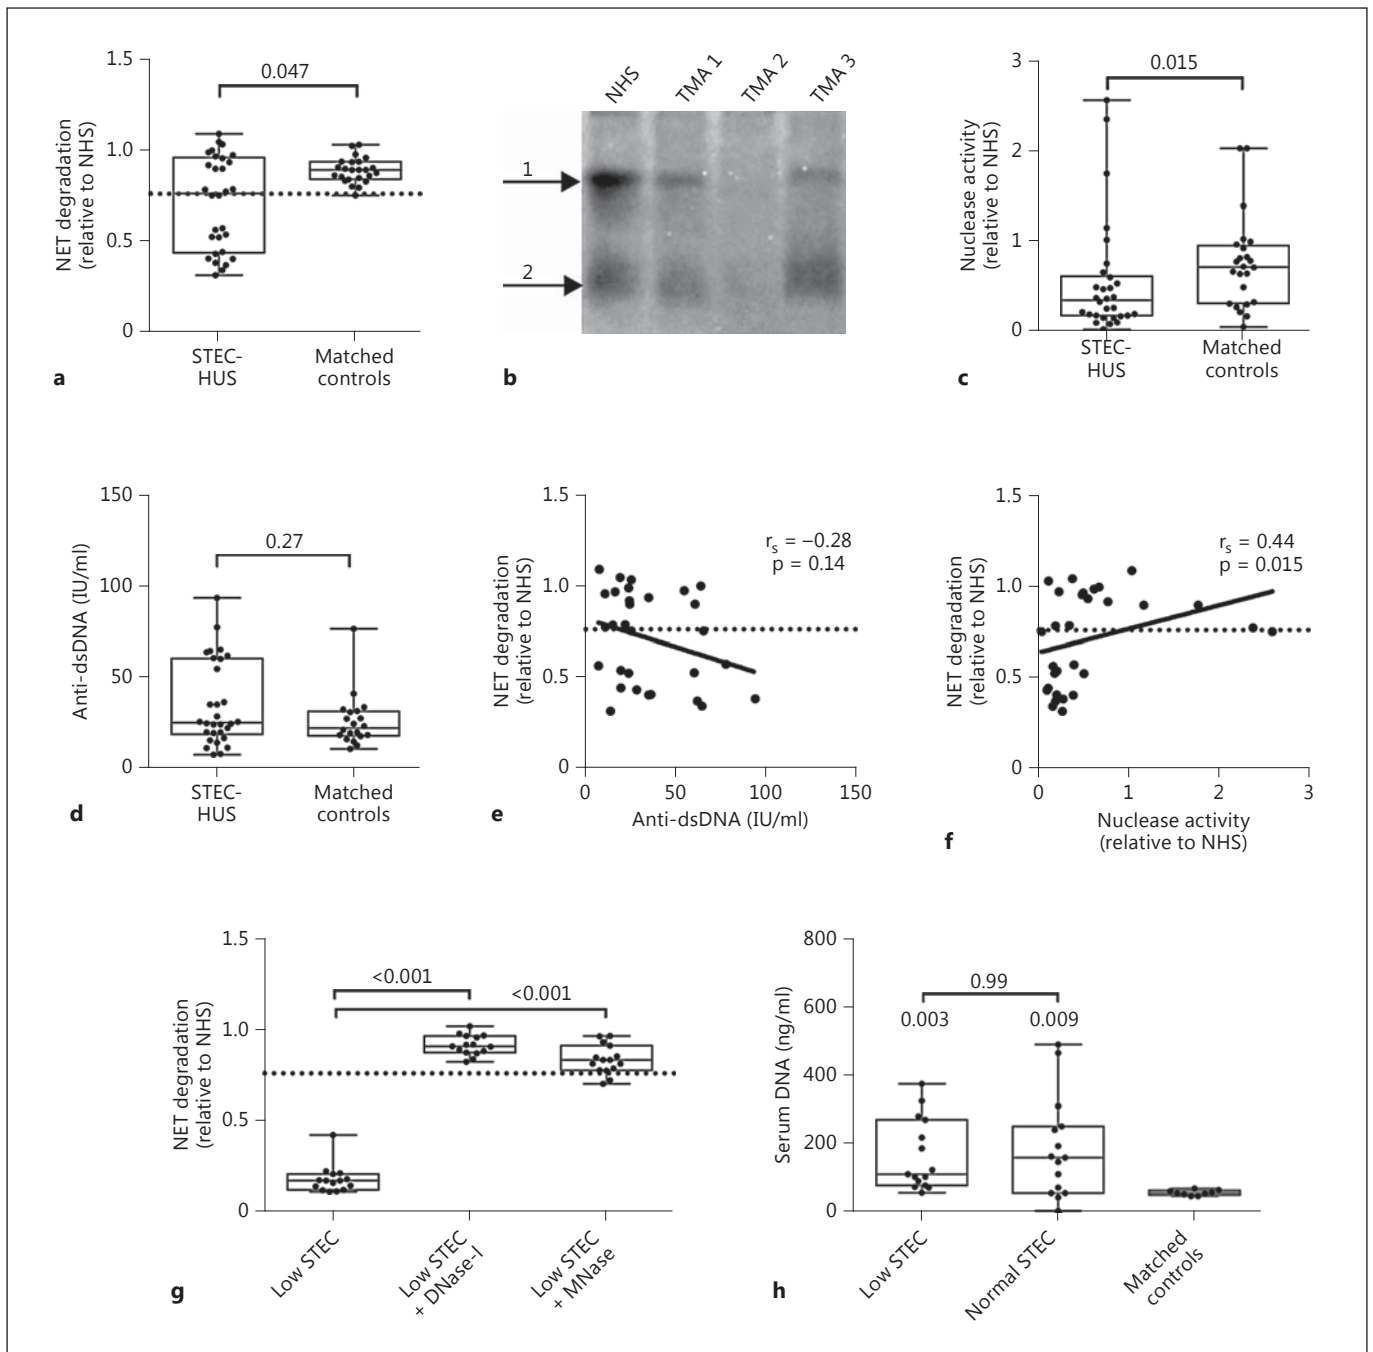 1.5
1.0
0.5
0
NET degradation
(relative to NHS)
0.047
STEC-
HUS
Matched
controls
a
NHS
TMA 1
TMA 2
TMA 3
1
2
b
3
2
1
0
Nuclease activity
(relative to NHS)
0.015
STEC-
HUS
Matched
controls
c
150
100
50
0
Anti-dsDNA (IU/ml)
0.27
STEC-
HUS
Matched
controls
d
1.5
1.0
0.5
0
NET degradation
(relative to NHS)
rs = –0.28
p = 0.14
0
50
100
150
Anti-dsDNA (IU/ml)
e
1.5
1.0
0.5
0
NET degradation
(relative to NHS)
rs = 0.44
p = 0.015
0
1
2
3
Nuclease activity
(relative to NHS)
f
1.5
1.0
0.5
0
NET degradation
(relative to NHS)
<0.001
<0.001
Low STEC
Low STEC
+ DNase-I
Low STEC
+ MNase
g
800
600
400
200
0
Serum DNA (ng/ml)
0.99
0.003
0.009
Low STEC
Normal STEC
Matched
controls
h